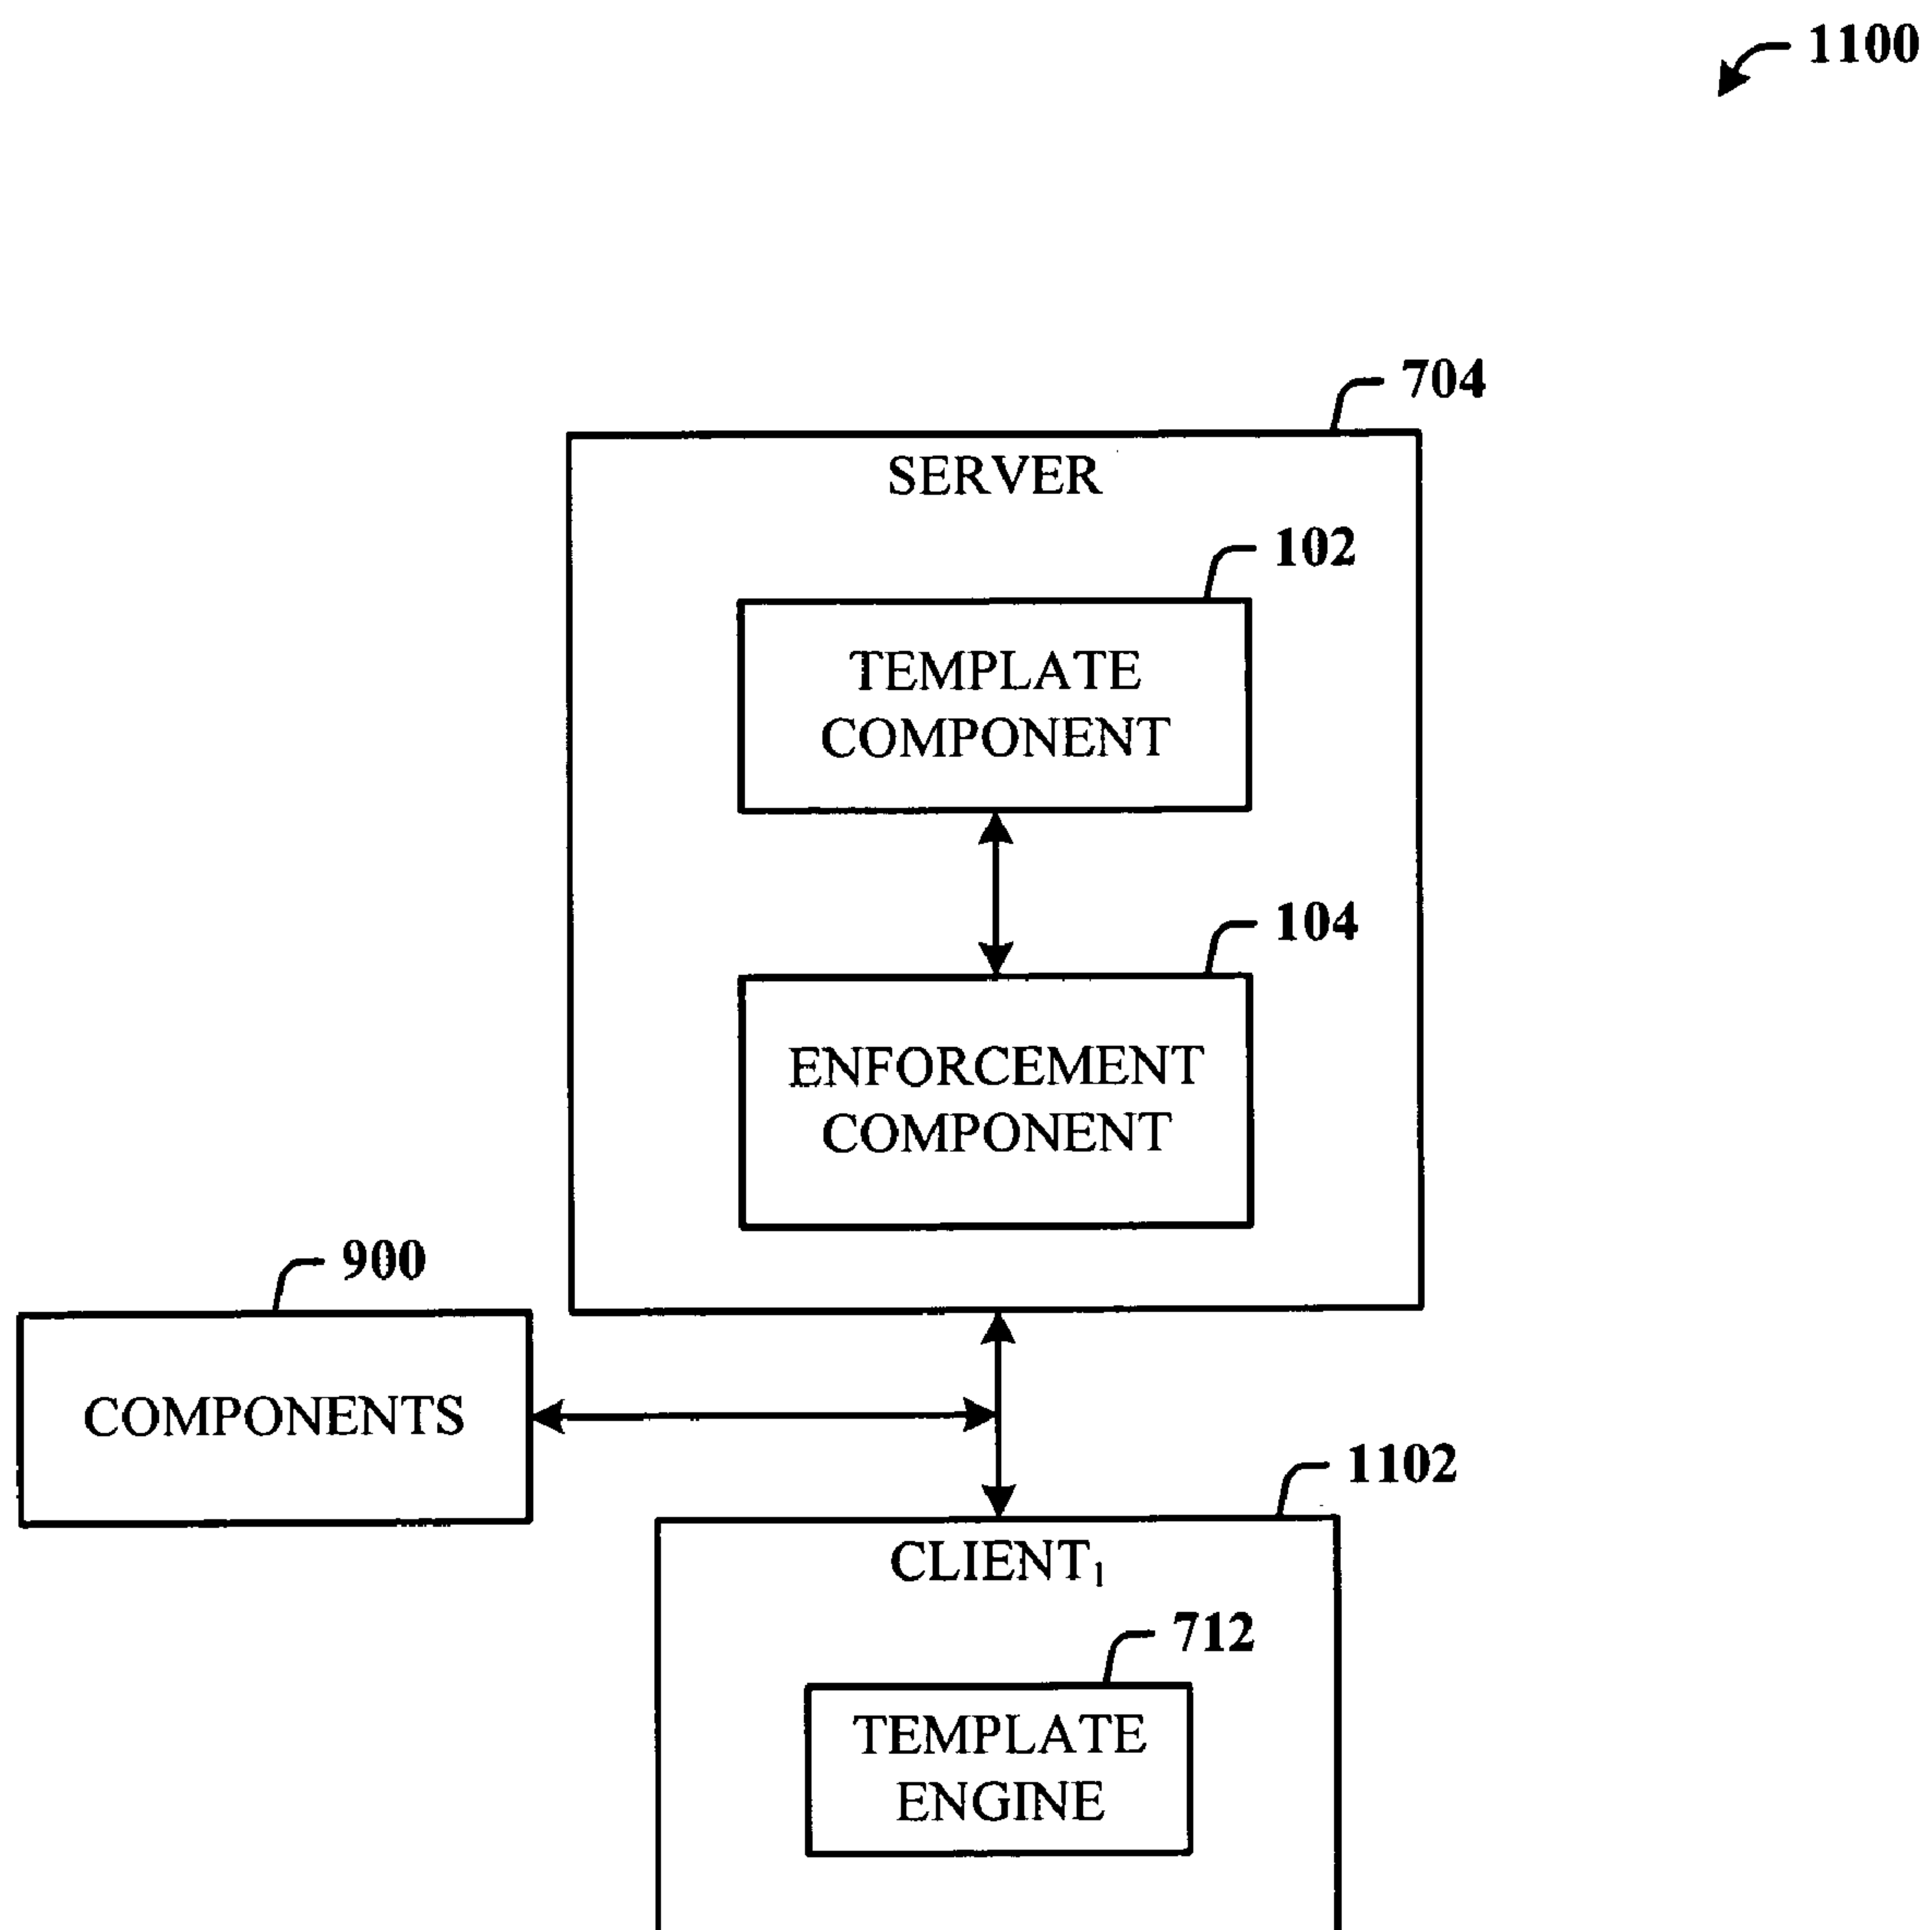 1100
704
SERVER
102
TEMPLATE
COMPONENT
104
ENFORCEMENT
COMPONENT
900
COMPONENTS
1102
CLIENT₁
712
TEMPLATE
ENGINE